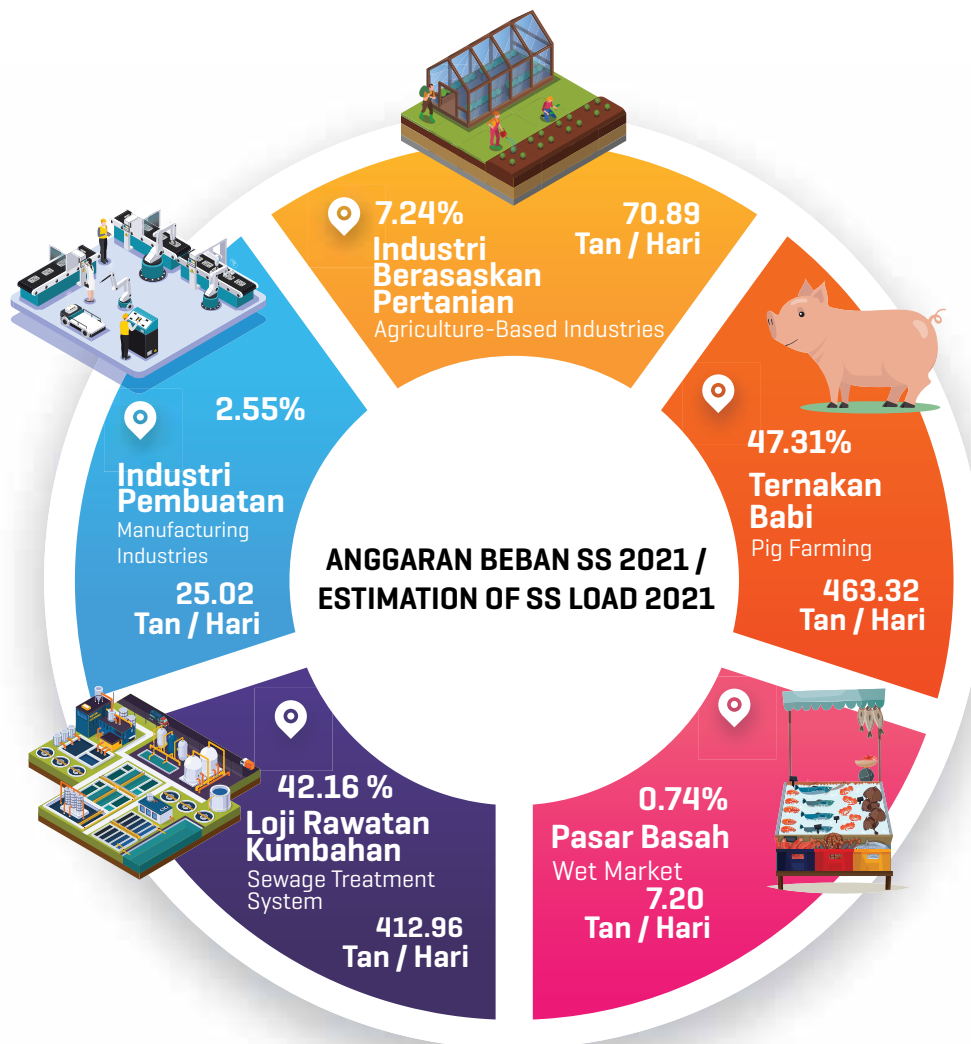 7.24%
Industri
Berasaskan
Pertanian
Agriculture-Based Industries
70.89
Tan / Hari
47.31%
Ternakan
Babi
Pig Farming
463.32
Tan / Hari
0.74%
Pasar Basah
Wet Market
7.20
Tan / Hari
42.16 %
Loji Rawatan
Kumbahan
Sewage Treatment
System
412.96
Tan / Hari
2.55%
Industri
Pembuatan
Manufacturing
Industries
25.02
Tan / Hari
ANGGARAN BEBAN SS 2021 /
ESTIMATION OF SS LOAD 2021